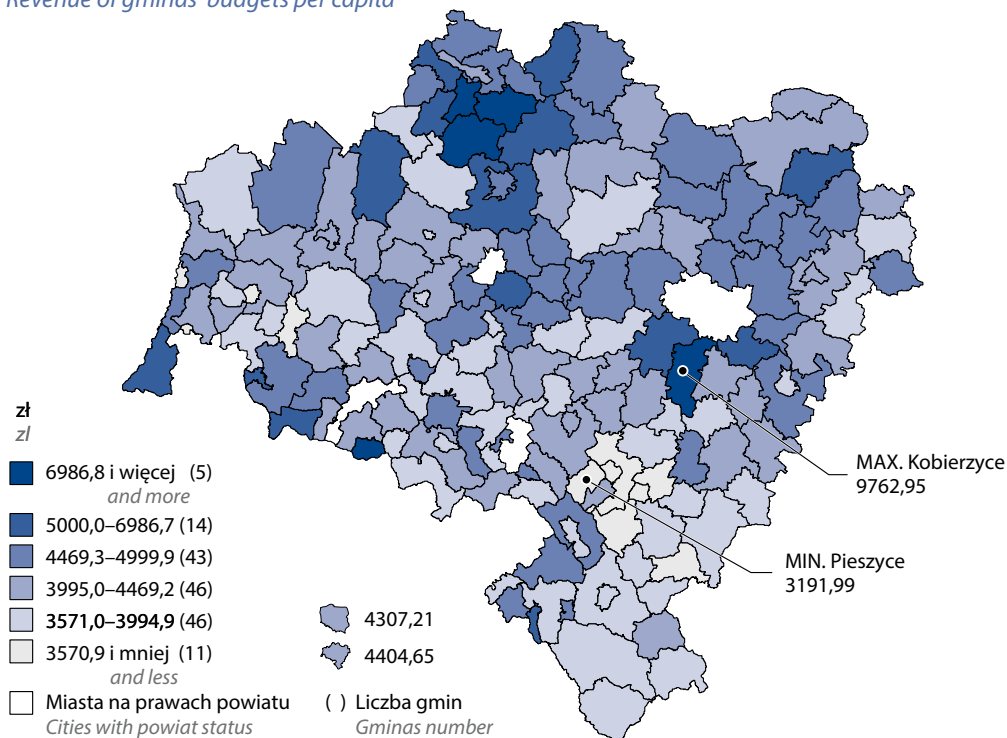 Revenue of gminas' budgets per capita
zł
zl
6986,8 i więcej (5)
and more
5000,0–6986,7 (14)
4469,3–4999,9 (43)
3995,0–4469,2 (46)
3571,0–3994,9 (46)
3570,9 i mniej (11)
and less
Miasta na prawach powiatu
Cities with powiat status
4307,21
4404,65
( ) Liczba gmin
Gminas number
MAX. Kobierzyce
9762,95
MIN. Pieszyce
3191,99